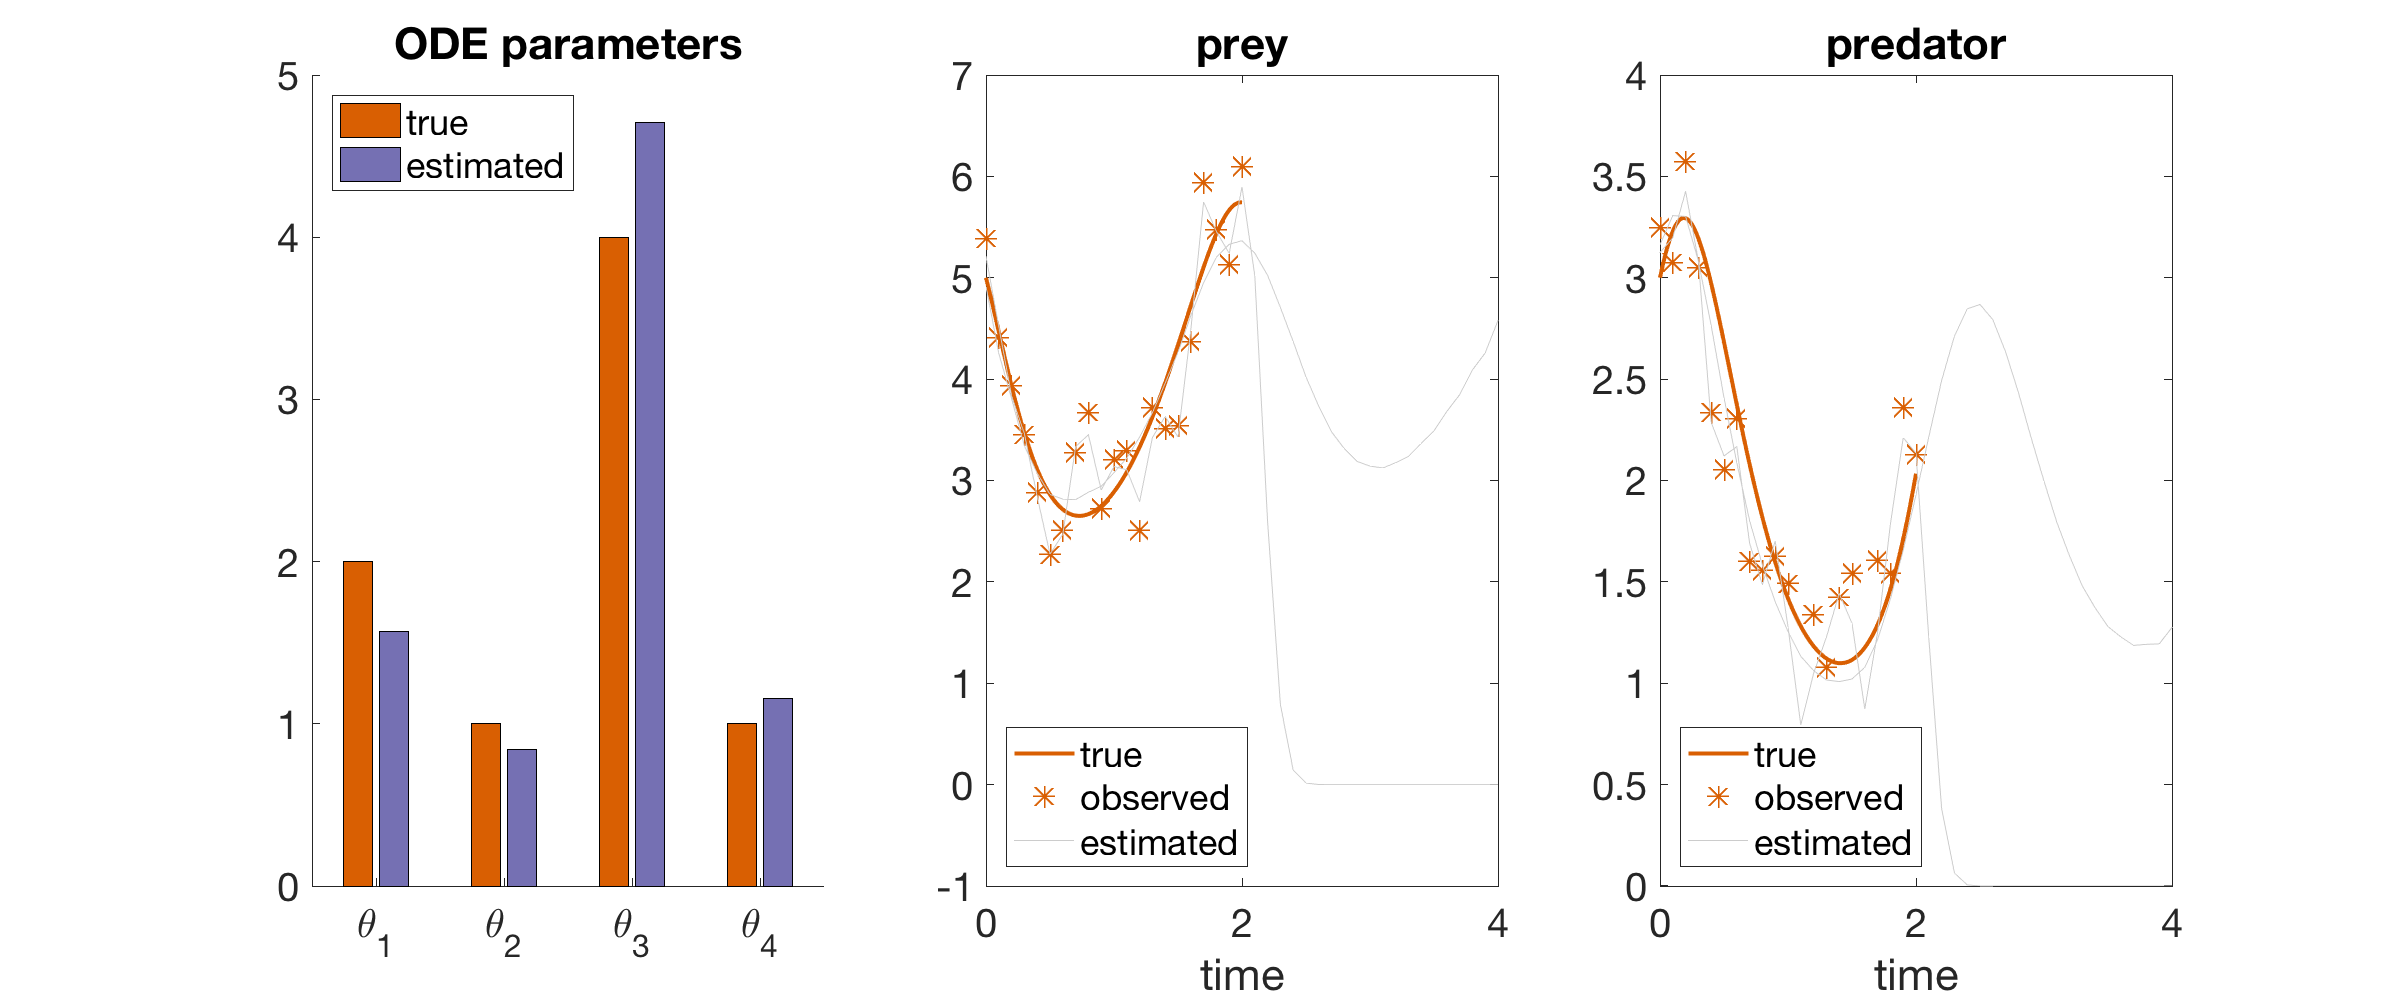 ODE parameters
5
4
3
2
1
0
true
estimated
θ1
θ2
θ3
θ4
prey
7
6
5
4
3
2
1
0
-1
true
observed
estimated
0
2
4
time
predator
4
3.5
3
2.5
2
1.5
1
0.5
0
true
observed
estimated
0
2
4
time